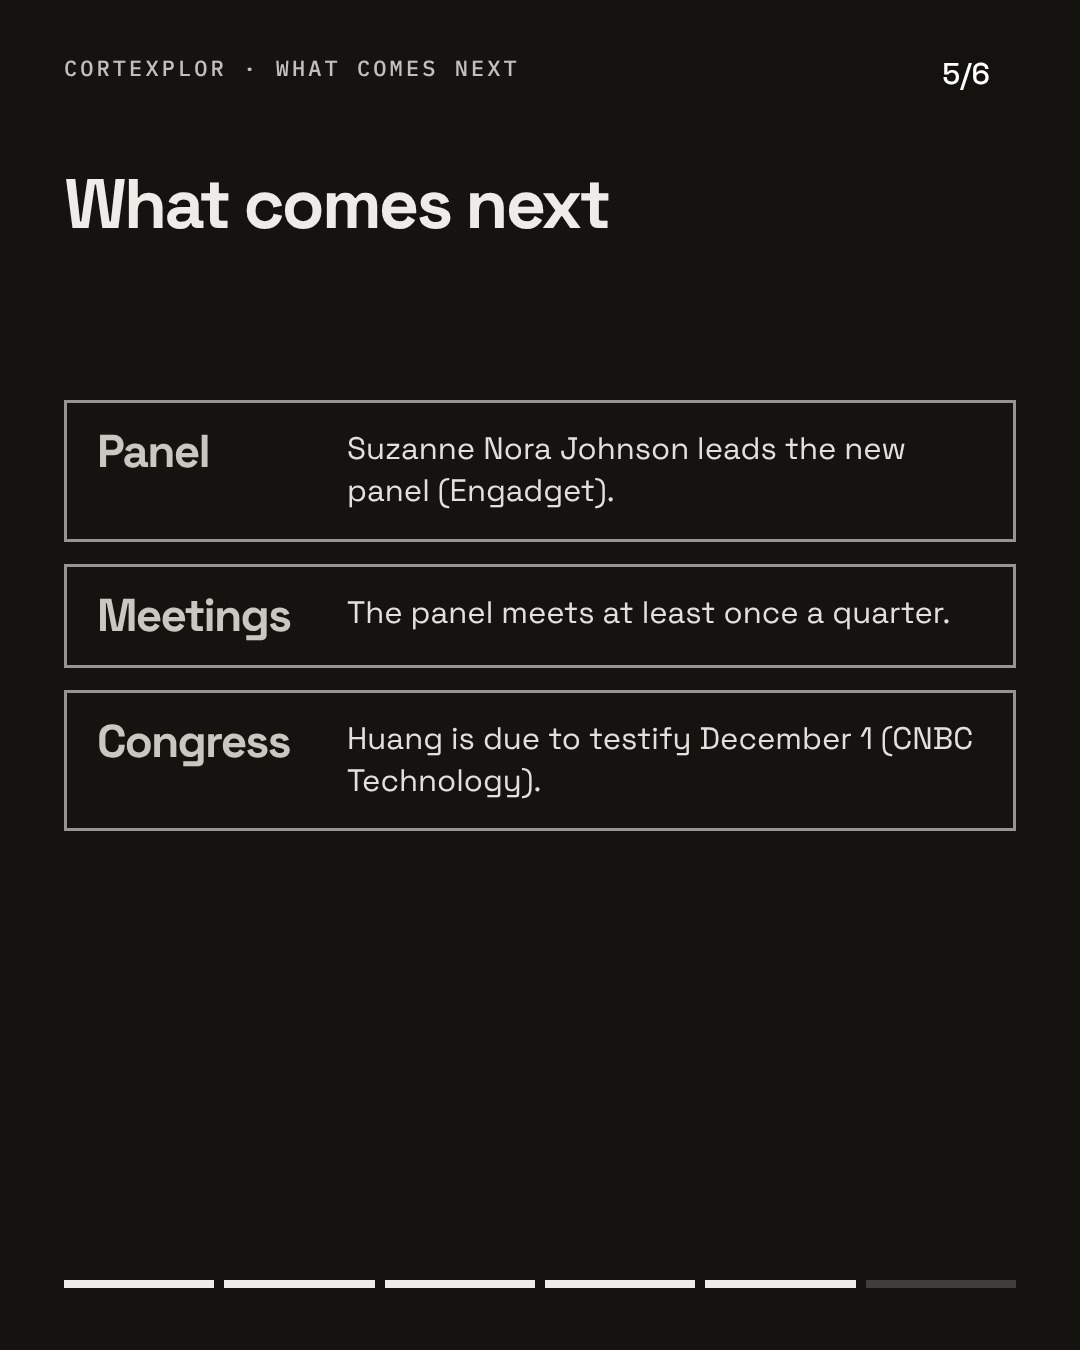 CORTEXPLOR · WHAT COMES NEXT
5/6
What comes next
Panel
Suzanne Nora Johnson leads the new
panel (Engadget).
Meetings
The panel meets at least once a quarter.
Congress
Huang is due to testify December 1 (CNBC
Technology).